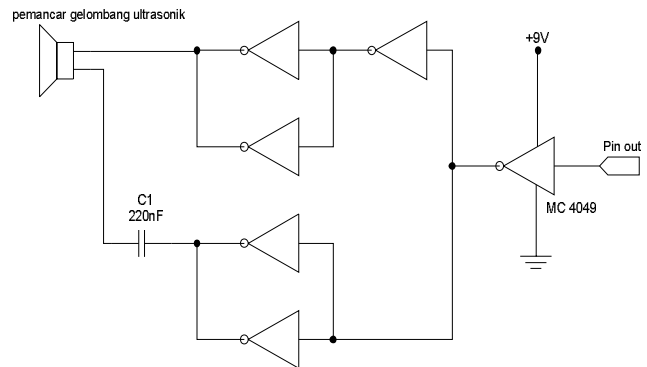 pemancar gelombang ultrasonik
+9V
Pin out
MC 4049
C1
220nF